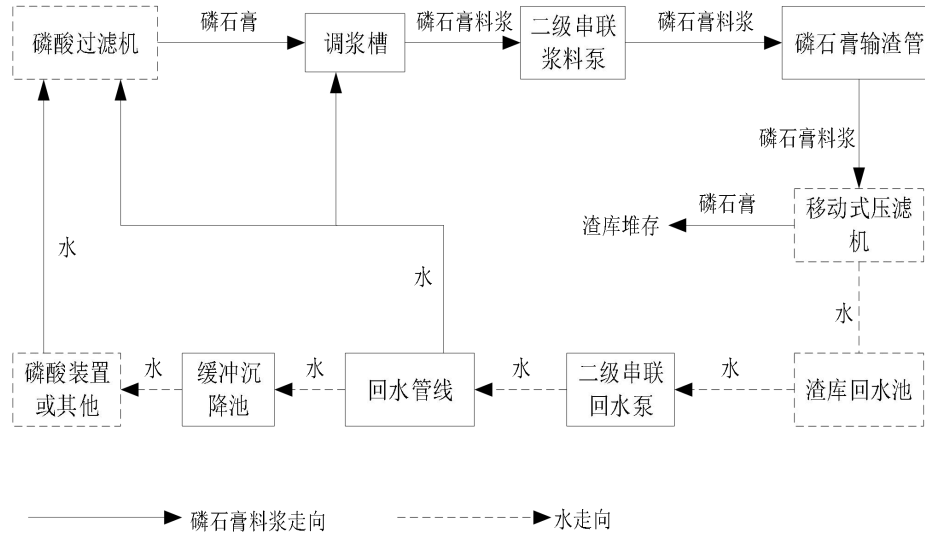 磷酸过滤机
磷石膏
调浆槽
磷石膏料浆
二级串联
浆料泵
磷石膏料浆
磷石膏输渣管
磷石膏料浆
移动式压滤
机
磷石膏
渣库堆存
水
水
水
磷酸装置
或其他
水
缓冲沉
降池
水
回水管线
水
二级串联
回水泵
水
渣库回水池
磷石膏料浆走向
水走向